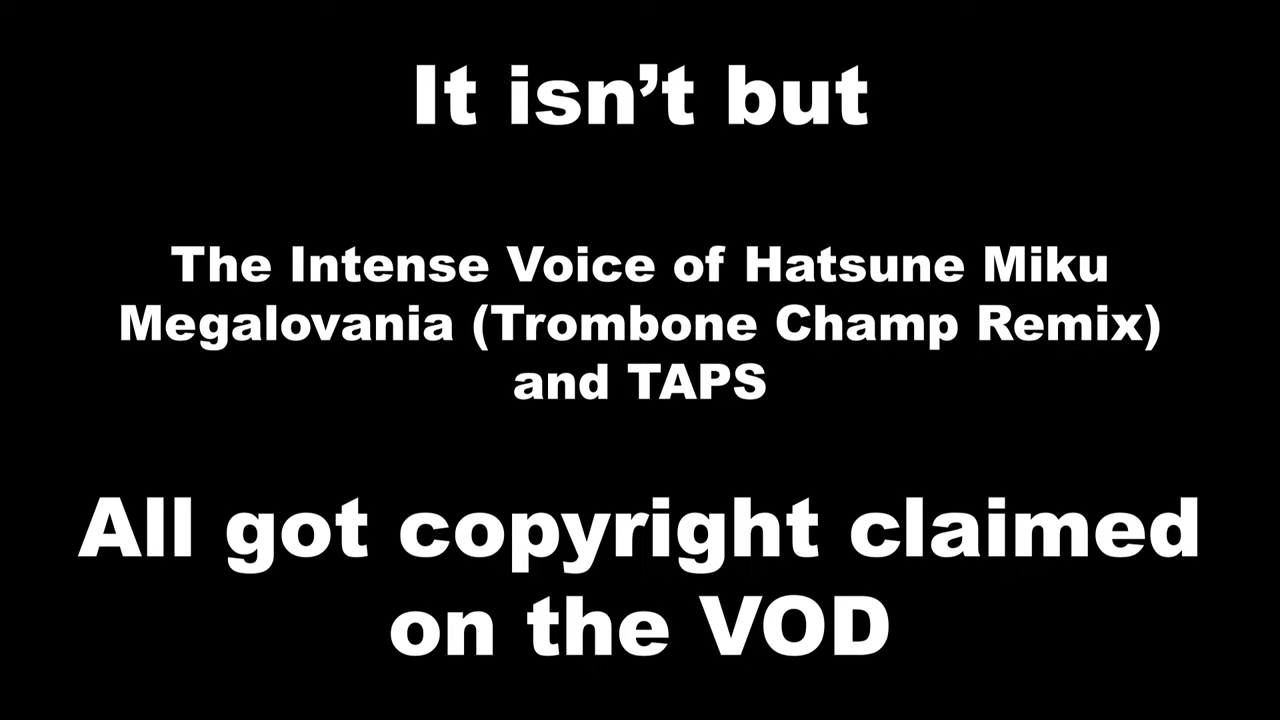 It isn’t but
The Intense Voice of Hatsune Miku
Megalovania (Trombone Champ Remix)
and TAPS
All got copyright claimed
on the VOD